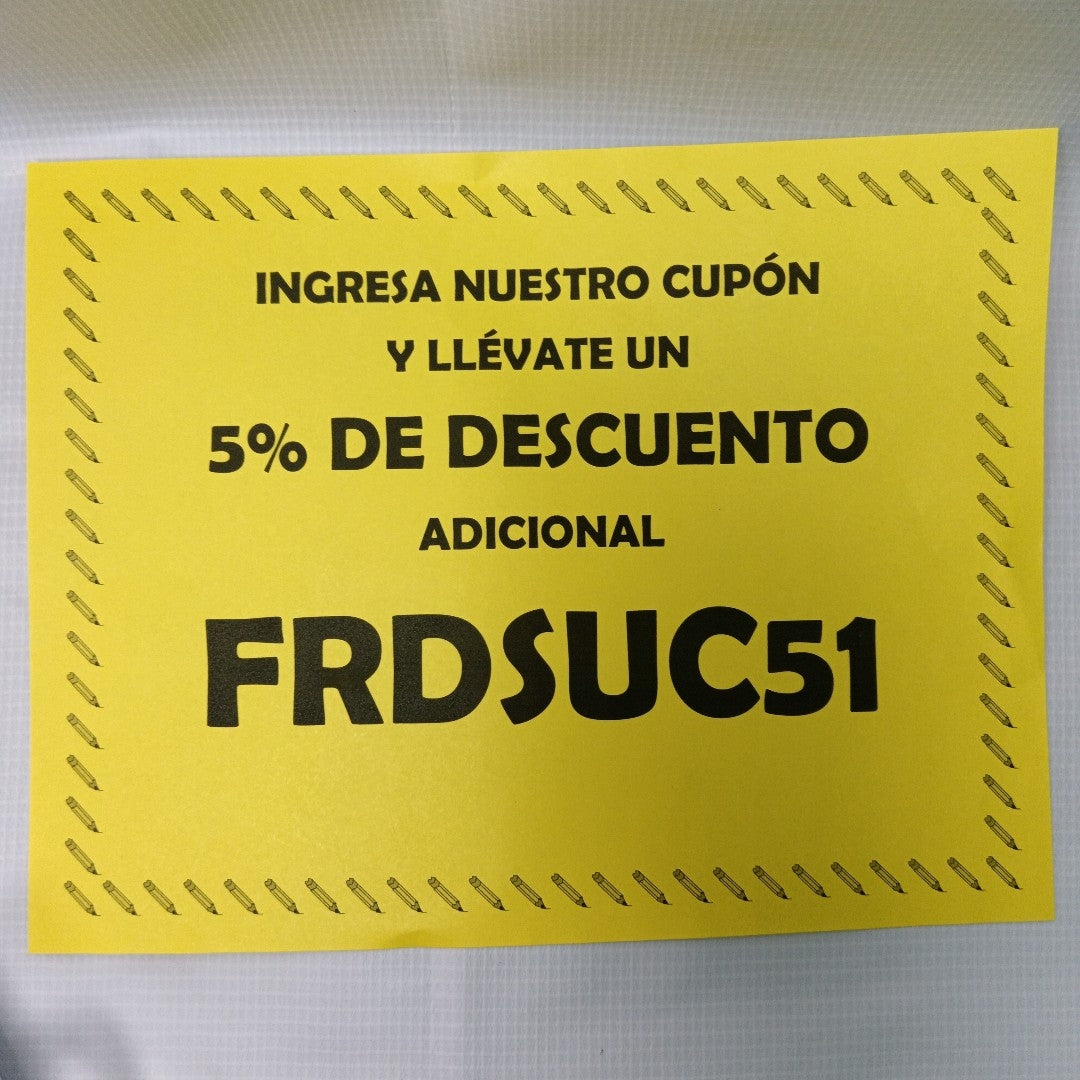 INGRESA NUESTRO CUPÓN
Y LLÉVATE UN
5% DE DESCUENTO
ADICIONAL
FRDSUC51